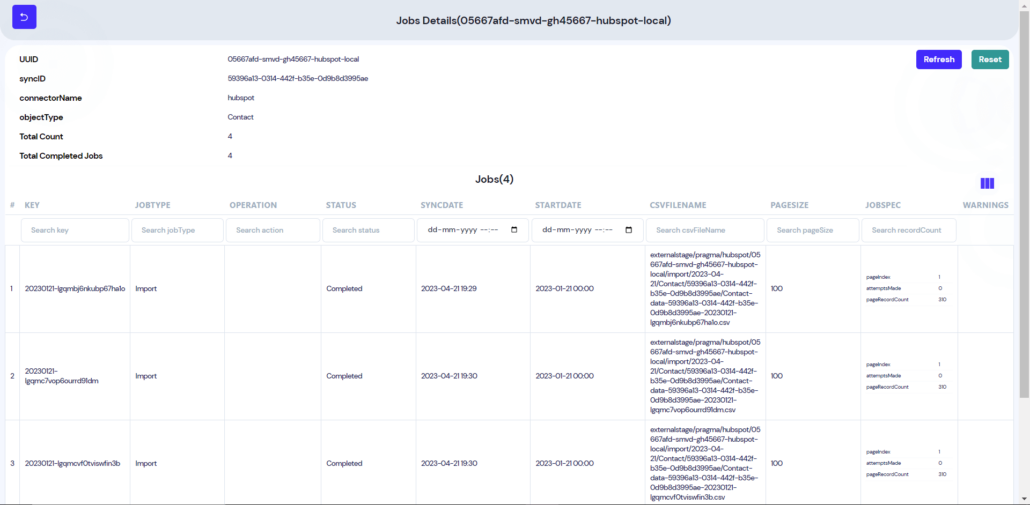 Jobs Details(05667afd-smvd-gh45667-hubspot-local)
UUID 05667afd-smvd-gh45667-hubspot-local
Refresh Reset
syncID 59396a13-0314-442f-b35e-0d9b8d3995ae
connectorName hubspot
objectType Contact
Total Count 4
Total Completed Jobs 4
Jobs(4)
# KEY JOBTYPE OPERATION STATUS SYNCDATE STARTDATE CSVFILENAME PAGESIZE JOBSPEC WARNINGS
Search key Search jobType Search action Search status dd-mm-yyyy --:-- dd-mm-yyyy --:-- Search csvFileName Search pageSize Search recordCount
1 20230121-lgqmbj6nkubp67ha1o Import Completed 2023-04-21 19:29 2023-01-21 00:00
externalstage/pragma/hubspot/05
667afd-smvd-gh45667-hubspot-
local/import/2023-04-
21/Contact/59396a13-0314-442f-
b35e-0d9b8d3995ae/Contact-
data-59396a13-0314-442f-b35e-
0d9b8d3995ae-20230121-
lgqmbj6nkubp67ha1o.csv
100
pageIndex 1
attemptsMade 0
pageRecordCount 310
2
20230121-
lgqmc7vop6ourrd91dm
Import Completed 2023-04-21 19:30 2023-01-21 00:00
externalstage/pragma/hubspot/05
667afd-smvd-gh45667-hubspot-
local/import/2023-04-
21/Contact/59396a13-0314-442f-
b35e-0d9b8d3995ae/Contact-
data-59396a13-0314-442f-b35e-
0d9b8d3995ae-20230121-
lgqmc7vop6ourrd91dm.csv
100
pageIndex 1
attemptsMade 0
pageRecordCount 310
3 20230121-lgqmcvf0tviswfin3b Import Completed 2023-04-21 19:30 2023-01-21 00:00
externalstage/pragma/hubspot/05
667afd-smvd-gh45667-hubspot-
local/import/2023-04-
21/Contact/59396a13-0314-442f-
b35e-0d9b8d3995ae/Contact-
data-59396a13-0314-442f-b35e-
0d9b8d3995ae-20230121-
lgqmcvf0tviswfin3b.csv
100
pageIndex 1
attemptsMade 0
pageRecordCount 310